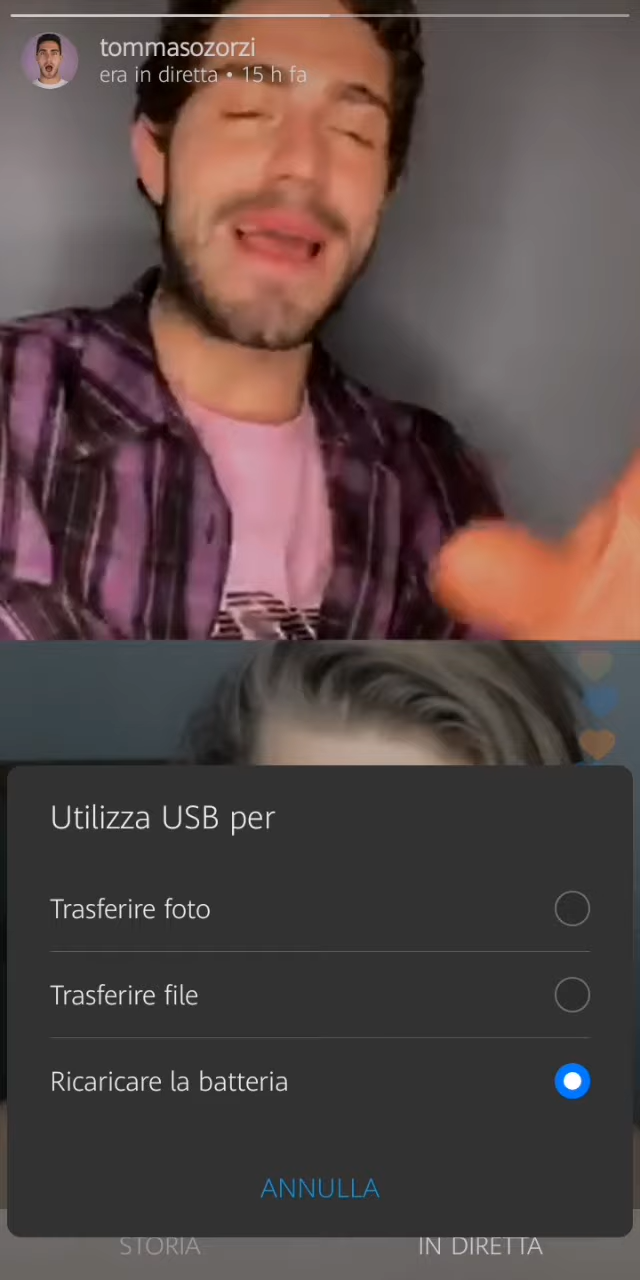 tommasozorzi
era in diretta • 15 h fa
Utilizza USB per
Trasferire foto
Trasferire file
Ricaricare la batteria
ANNULLA
STORIA
IN DIRETTA